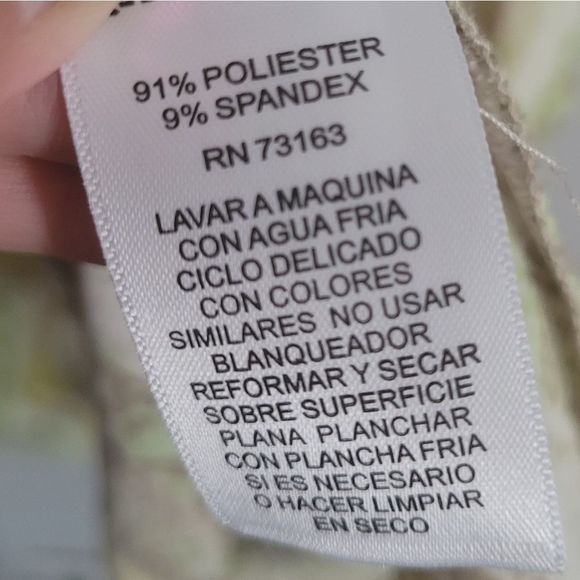 91% POLIESTER
9% SPANDEX
RN 73163
LAVAR A MAQUINA
CON AGUA FRIA
CICLO DELICADO
CON COLORES
SIMILARES NO USAR
BLANQUEADOR
REFORMAR Y SECAR
SOBRE SUPERFICIE
PLANA PLANCHAR
CON PLANCHA FRIA
SI ES NECESARIO
O HACER LIMPIAR
EN SECO